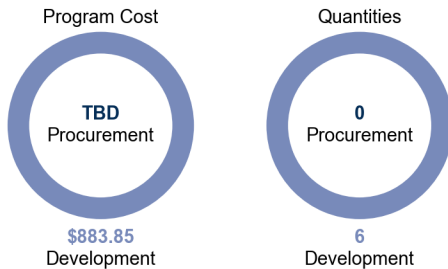 Program Cost
TBD
Procurement
$883.85
Development
Quantities
0
Procurement
6
Development